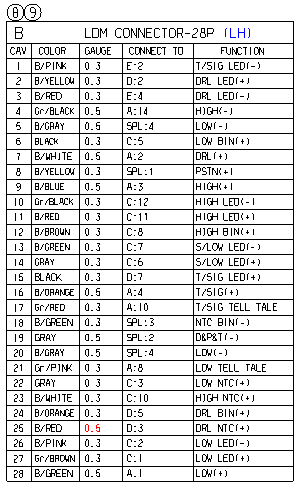 8 9
B LDM CONNECTOR-28P (LH)
CAV COLOR GAUGE CONNECT TO FUNCTION
1 B/PINK 0.3 E:2 T/SIG LED(-)
2 B/YELLOW 0.3 D:2 DRL LED(+)
3 B/RED 0.3 E:4 DRL LED(-)
4 Gr/BLACK 0.5 A:14 HIGH(-)
5 B/GRAY 0.5 SPL:4 LOW(-)
6 BLACK 0.3 C:5 LOW BIN(+)
7 B/WHITE 0.5 A:2 DRL(+)
8 B/YELLOW 0.3 SPL:1 PSTN(+)
9 B/BLUE 0.5 A:3 HIGH(+)
10 Gr/BLACK 0.3 C:12 HIGH LED(-)
11 B/RED 0.3 C:11 HIGH LED(+)
12 B/BROWN 0.3 C:8 HIGH BIN(+)
13 B/GREEN 0.3 C:7 S/LOW LED(-)
14 GRAY 0.3 C:6 S/LOW LED(+)
15 BLACK 0.3 D:7 T/SIG LED(+)
16 B/ORANGE 0.5 A:4 T/SIG(+)
17 Gr/RED 0.3 A:10 T/SIG TELL TALE
18 B/GREEN 0.3 SPL:3 NTC BIN(-)
19 GRAY 0.5 SPL:2 D&P&T(-)
20 B/GRAY 0.5 SPL:4 LOW(-)
21 Gr/PINK 0.3 A:8 LOW TELL TALE
22 GRAY 0.3 C:3 LOW NTC(+)
23 B/WHITE 0.3 C:10 HIGH NTC(+)
24 B/ORANGE 0.3 D:5 DRL BIN(+)
25 B/RED 0.6 D:3 DRL NTC(+)
26 B/PINK 0.3 C:2 LOW LED(-)
27 Gr/BROWN 0.3 C:1 LOW LED(+)
28 B/GREEN 0.5 A:1 LOW(+)